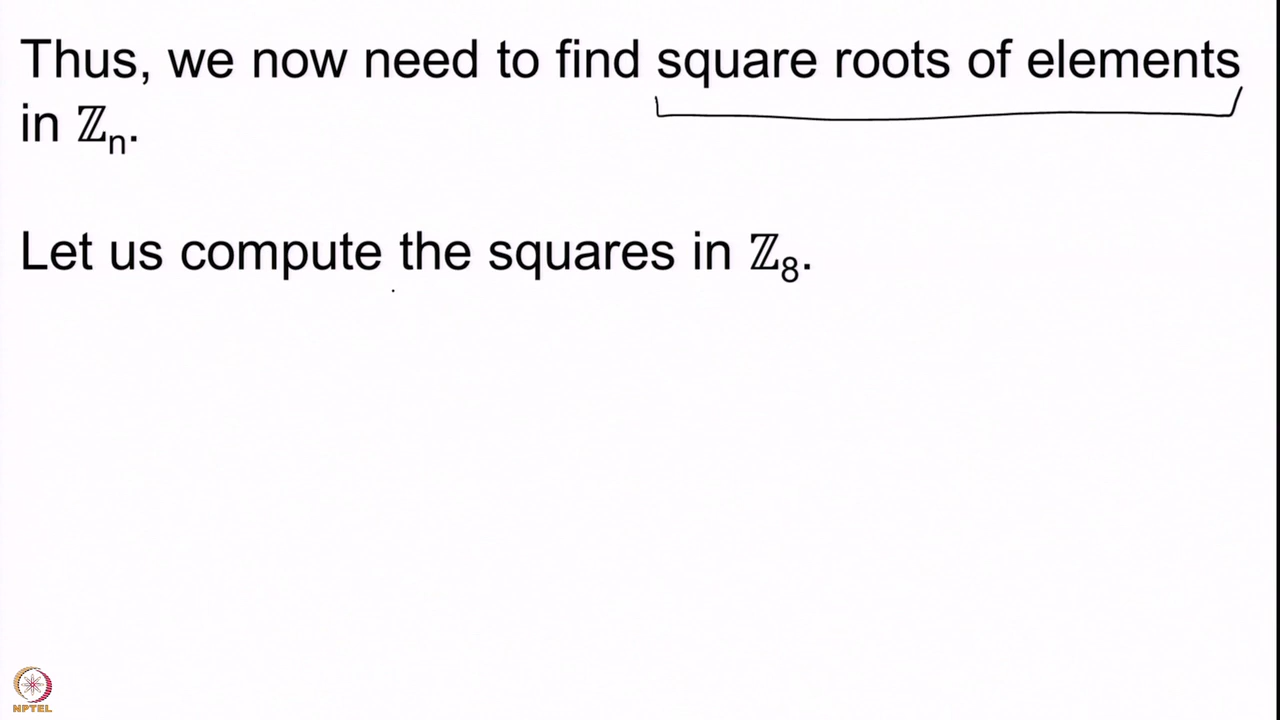 Thus, we now need to find square roots of elements
in ℤₙ.
Let us compute the squares in ℤ₈.
NPTEL